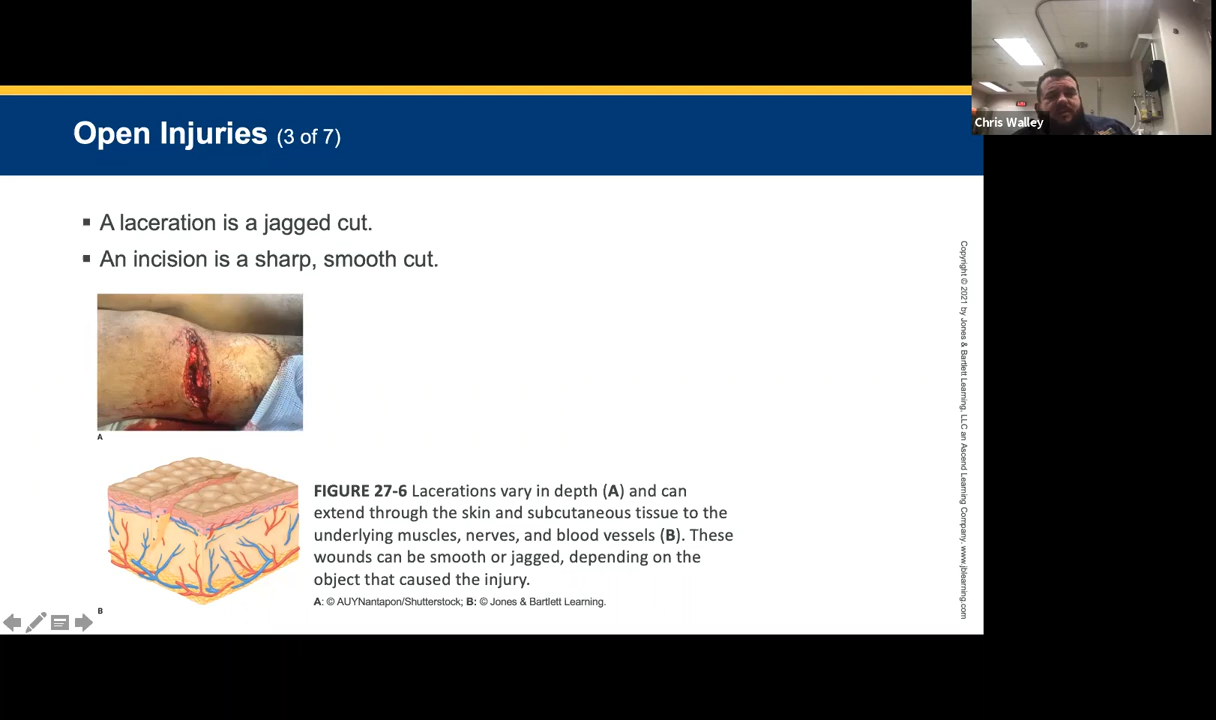 Open Injuries (3 of 7)
Chris Walley
▪ A laceration is a jagged cut.
▪ An incision is a sharp, smooth cut.
A
FIGURE 27-6 Lacerations vary in depth (A) and can
extend through the skin and subcutaneous tissue to the
underlying muscles, nerves, and blood vessels (B). These
wounds can be smooth or jagged, depending on the
object that caused the injury.
A: © AUYNantapon/Shutterstock; B: © Jones & Bartlett Learning.
B
Copyright © 2021 by Jones & Bartlett Learning, LLC an Ascend Learning Company. www.jblearning.com